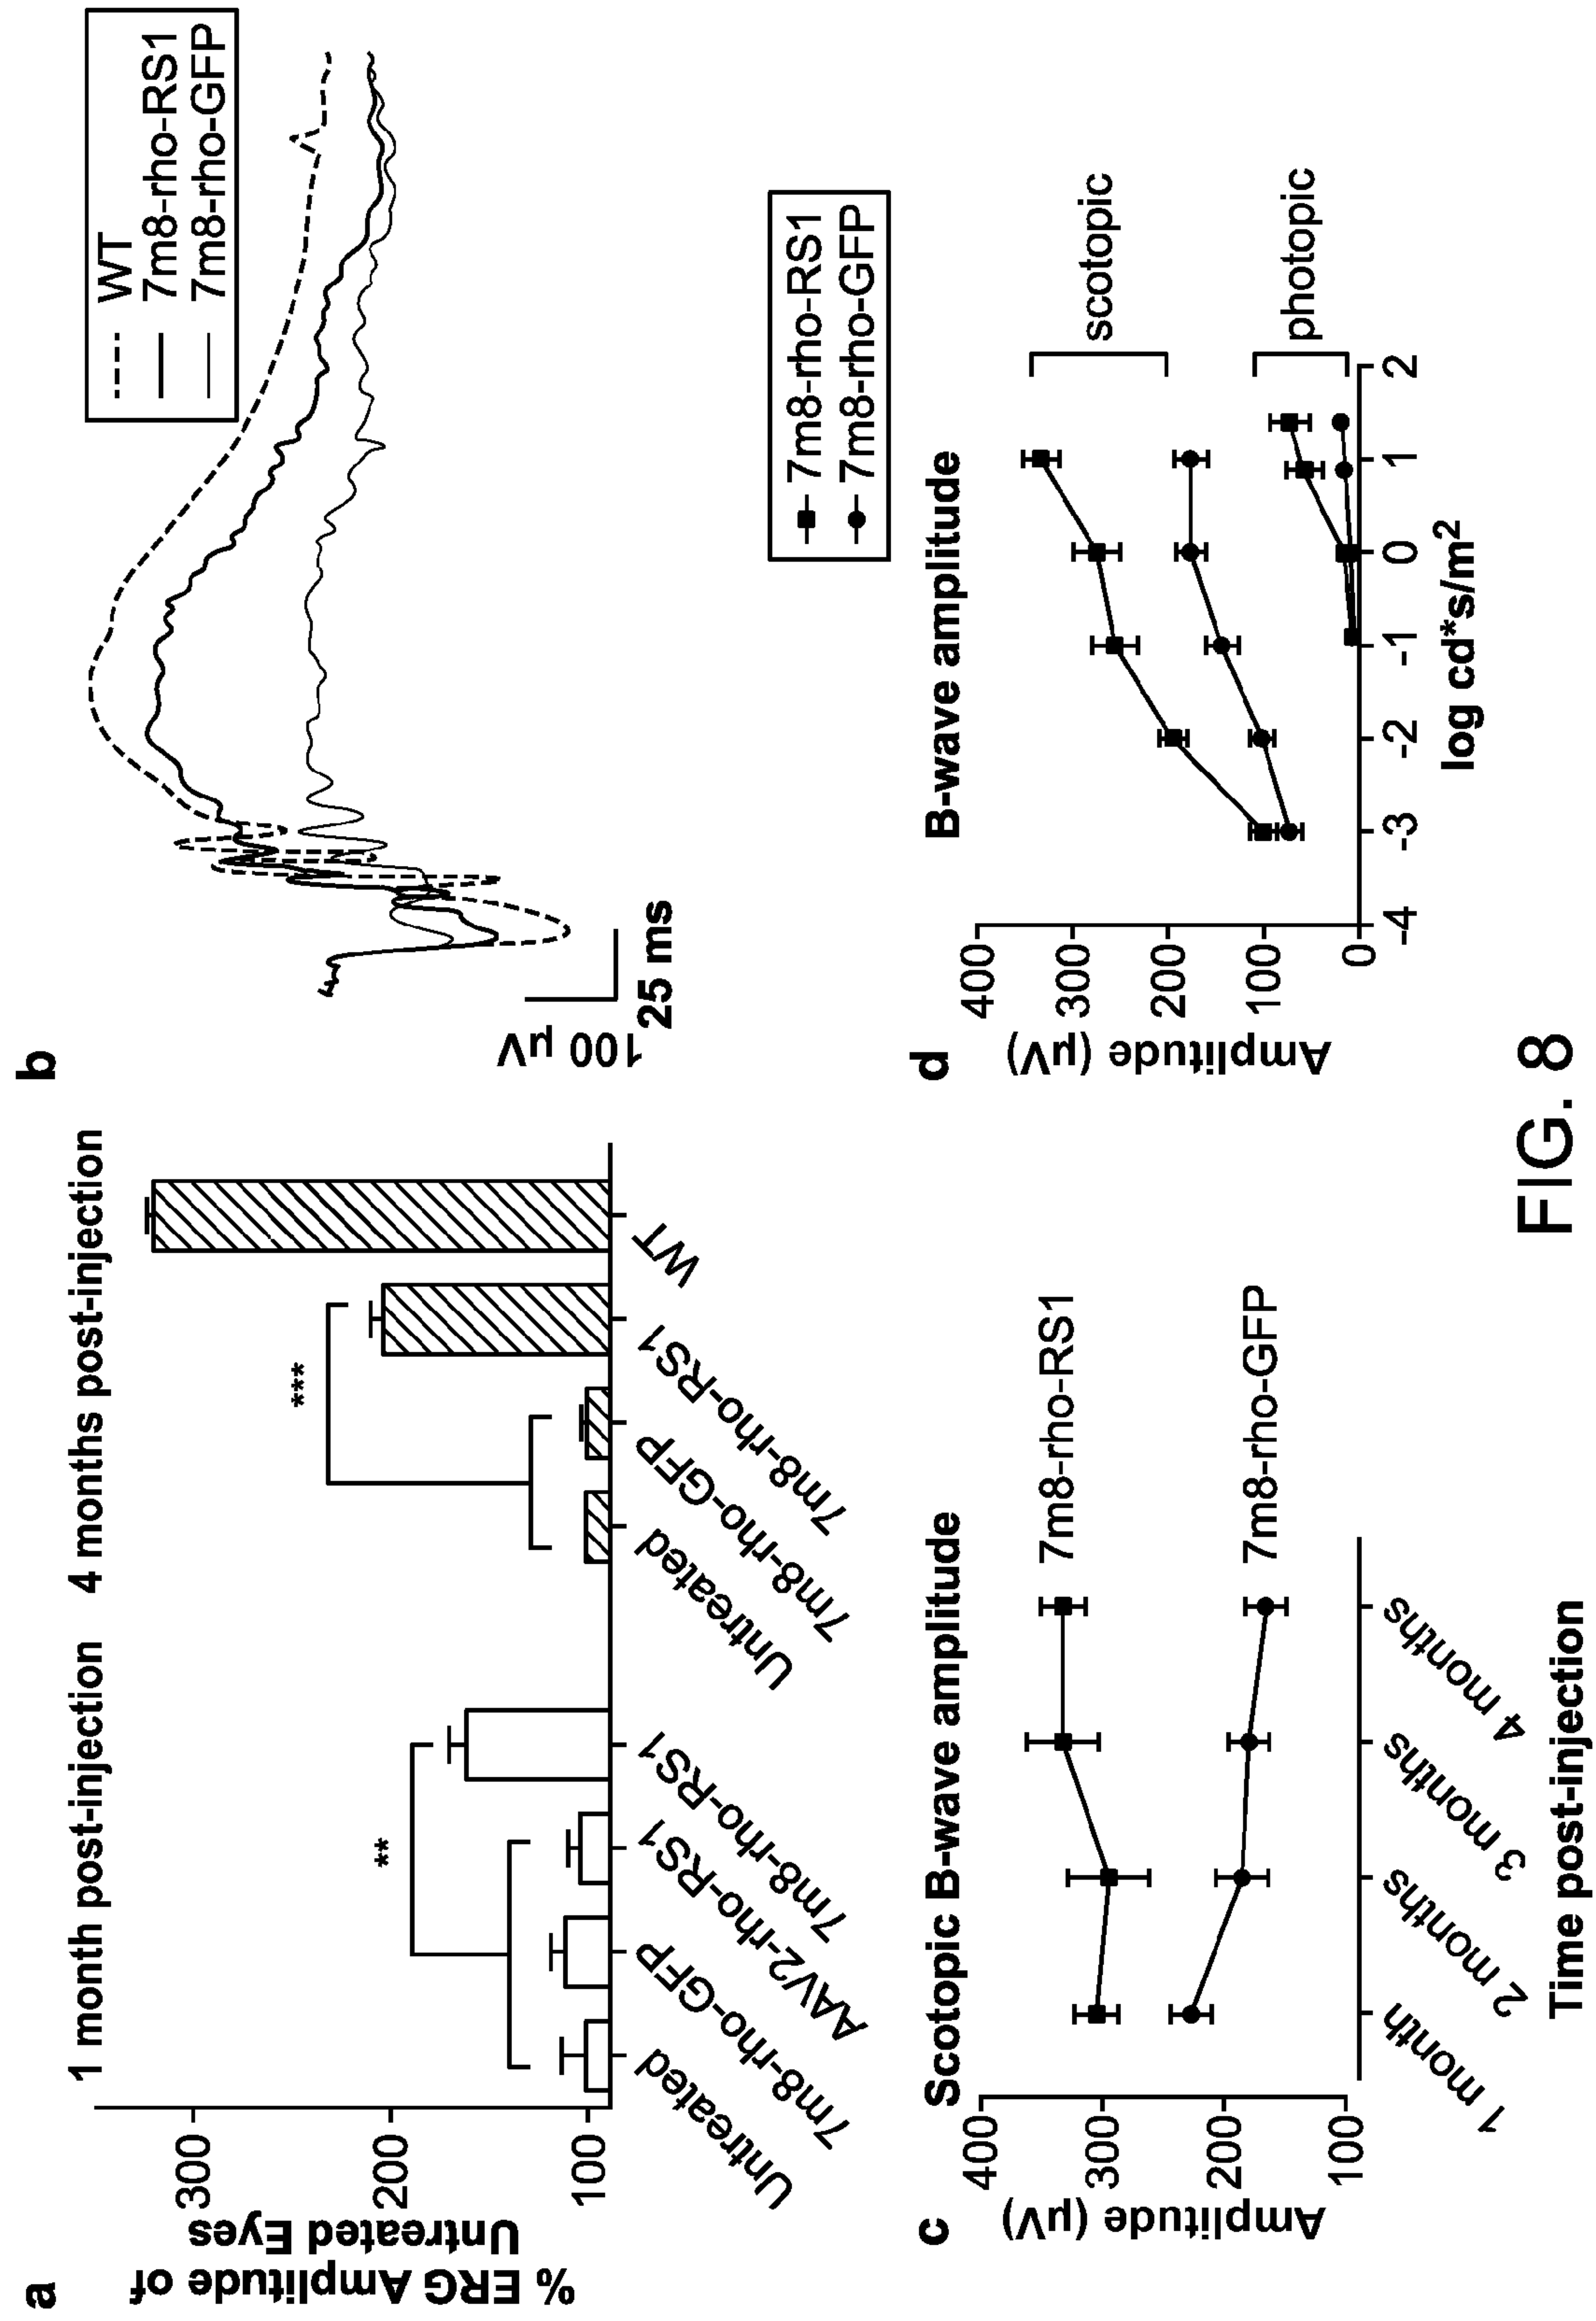 a
1 month post-injection
4 months post-injection
% ERG Amplitude of
Untreated Eyes
300
200
100
**
***
Untreated
7m8-rho-GFP
AAV2-rho-RS1
7m8-rho-RS1
Untreated
7m8-rho-GFP
7m8-rho-RS1
WT
b
WT
7m8-rho-RS1
7m8-rho-GFP
100 µV
25 ms
c
Scotopic B-wave amplitude
Amplitude (µV)
400
300
200
100
7m8-rho-RS1
7m8-rho-GFP
1 month
2 months
3 months
4 months
Time post-injection
d
7m8-rho-RS1
7m8-rho-GFP
B-wave amplitude
Amplitude (µV)
400
300
200
100
0
scotopic
photopic
-4
-3
-2
-1
0
1
2
log cd*s/m²
FIG. 8